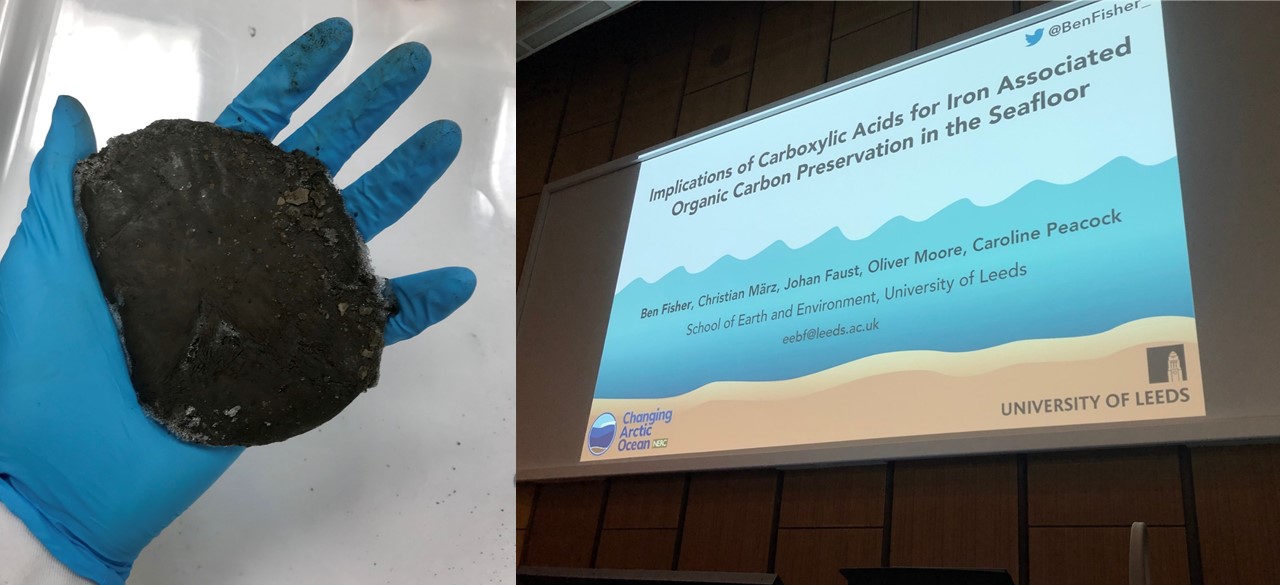 @BenFisher_
Implications of Carboxylic Acids for Iron Associated
Organic Carbon Preservation in the Seafloor
Ben Fisher, Christian März, Johan Faust, Oliver Moore, Caroline Peacock
School of Earth and Environment, University of Leeds
eebf@leeds.ac.uk
Changing
Arctic
Ocean NERC
UNIVERSITY OF LEEDS